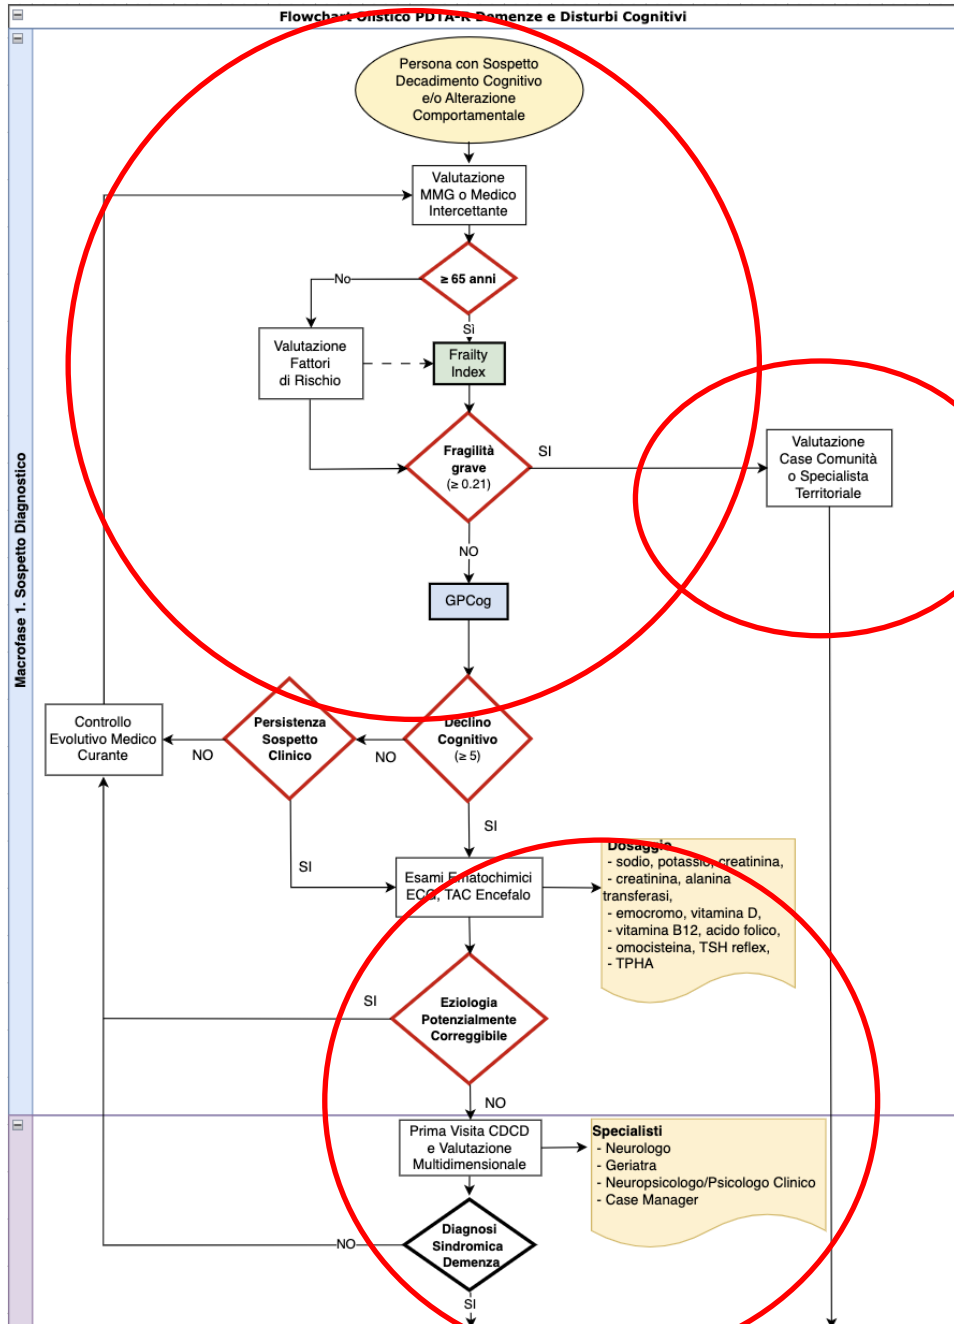 Flowchart Olistico PDTA-R Demenze e Disturbi Cognitivi
Macrofase 1. Sospetto Diagnostico
Persona con Sospetto
Decadimento Cognitivo
e/o Alterazione
Comportamentale
Valutazione
MMG o Medico
Intercettante
≥ 65 anni
No
Sì
Valutazione
Fattori
di Rischio
Frailty
Index
Fragilità
grave
(≥ 0.21)
SI
Valutazione
Case Comunità
o Specialista
Territoriale
NO
GPCog
Declino
Cognitivo
(≥ 5)
NO
Persistenza
Sospetto
Clinico
NO
Controllo
Evolutivo Medico
Curante
SI
SI
Esami Ematochimici
ECG, TAC Encefalo
Dosaggio
- sodio, potassio, creatinina,
- creatinina, alanina
transferasi,
- emocromo, vitamina D,
- vitamina B12, acido folico,
- omocisteina, TSH reflex,
- TPHA
SI
Eziologia
Potenzialmente
Correggibile
NO
Prima Visita CDCD
e Valutazione
Multidimensionale
Specialisti
- Neurologo
- Geriatra
- Neuropsicologo/Psicologo Clinico
- Case Manager
NO
Diagnosi
Sindromica
Demenza
SI